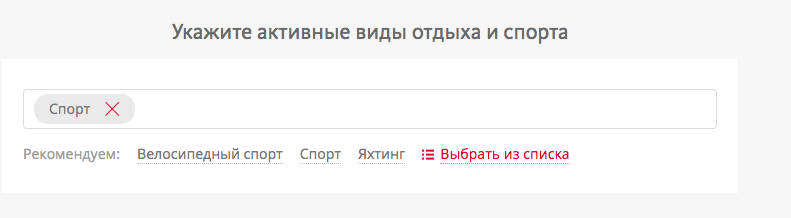 Укажите активные виды отдыха и спорта
Спорт
Рекомендуем: Велосипедный спорт Спорт Яхтинг Выбрать из списка